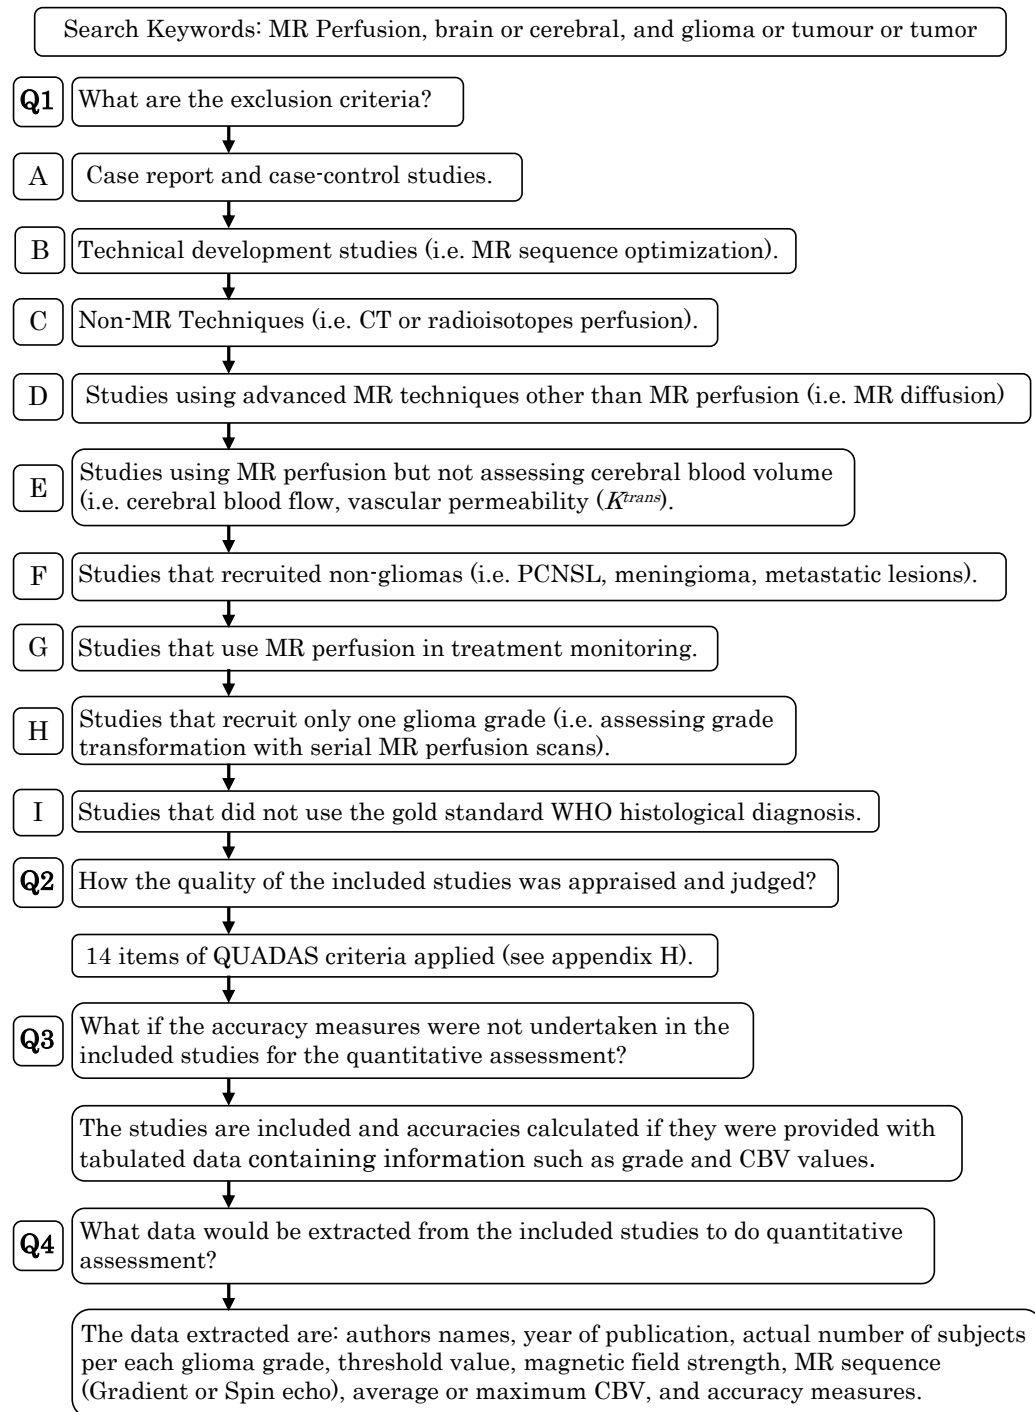 Search Keywords: MR Perfusion, brain or cerebral, and glioma or tumour or tumor
Q1 What are the exclusion criteria?
A Case report and case-control studies.
B Technical development studies (i.e. MR sequence optimization).
C Non-MR Techniques (i.e. CT or radioisotopes perfusion).
D Studies using advanced MR techniques other than MR perfusion (i.e. MR diffusion)
E Studies using MR perfusion but not assessing cerebral blood volume
(i.e. cerebral blood flow, vascular permeability (Ktrans).
F Studies that recruited non-gliomas (i.e. PCNSL, meningioma, metastatic lesions).
G Studies that use MR perfusion in treatment monitoring.
H Studies that recruit only one glioma grade (i.e. assessing grade
transformation with serial MR perfusion scans).
I Studies that did not use the gold standard WHO histological diagnosis.
Q2 How the quality of the included studies was appraised and judged?
14 items of QUADAS criteria applied (see appendix H).
Q3 What if the accuracy measures were not undertaken in the
included studies for the quantitative assessment?
The studies are included and accuracies calculated if they were provided with
tabulated data containing information such as grade and CBV values.
Q4 What data would be extracted from the included studies to do quantitative
assessment?
The data extracted are: authors names, year of publication, actual number of subjects
per each glioma grade, threshold value, magnetic field strength, MR sequence
(Gradient or Spin echo), average or maximum CBV, and accuracy measures.